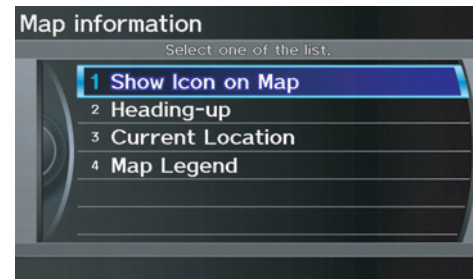 Map information
Select one of the list.
1 Show Icon on Map
2 Heading-up
3 Current Location
4 Map Legend